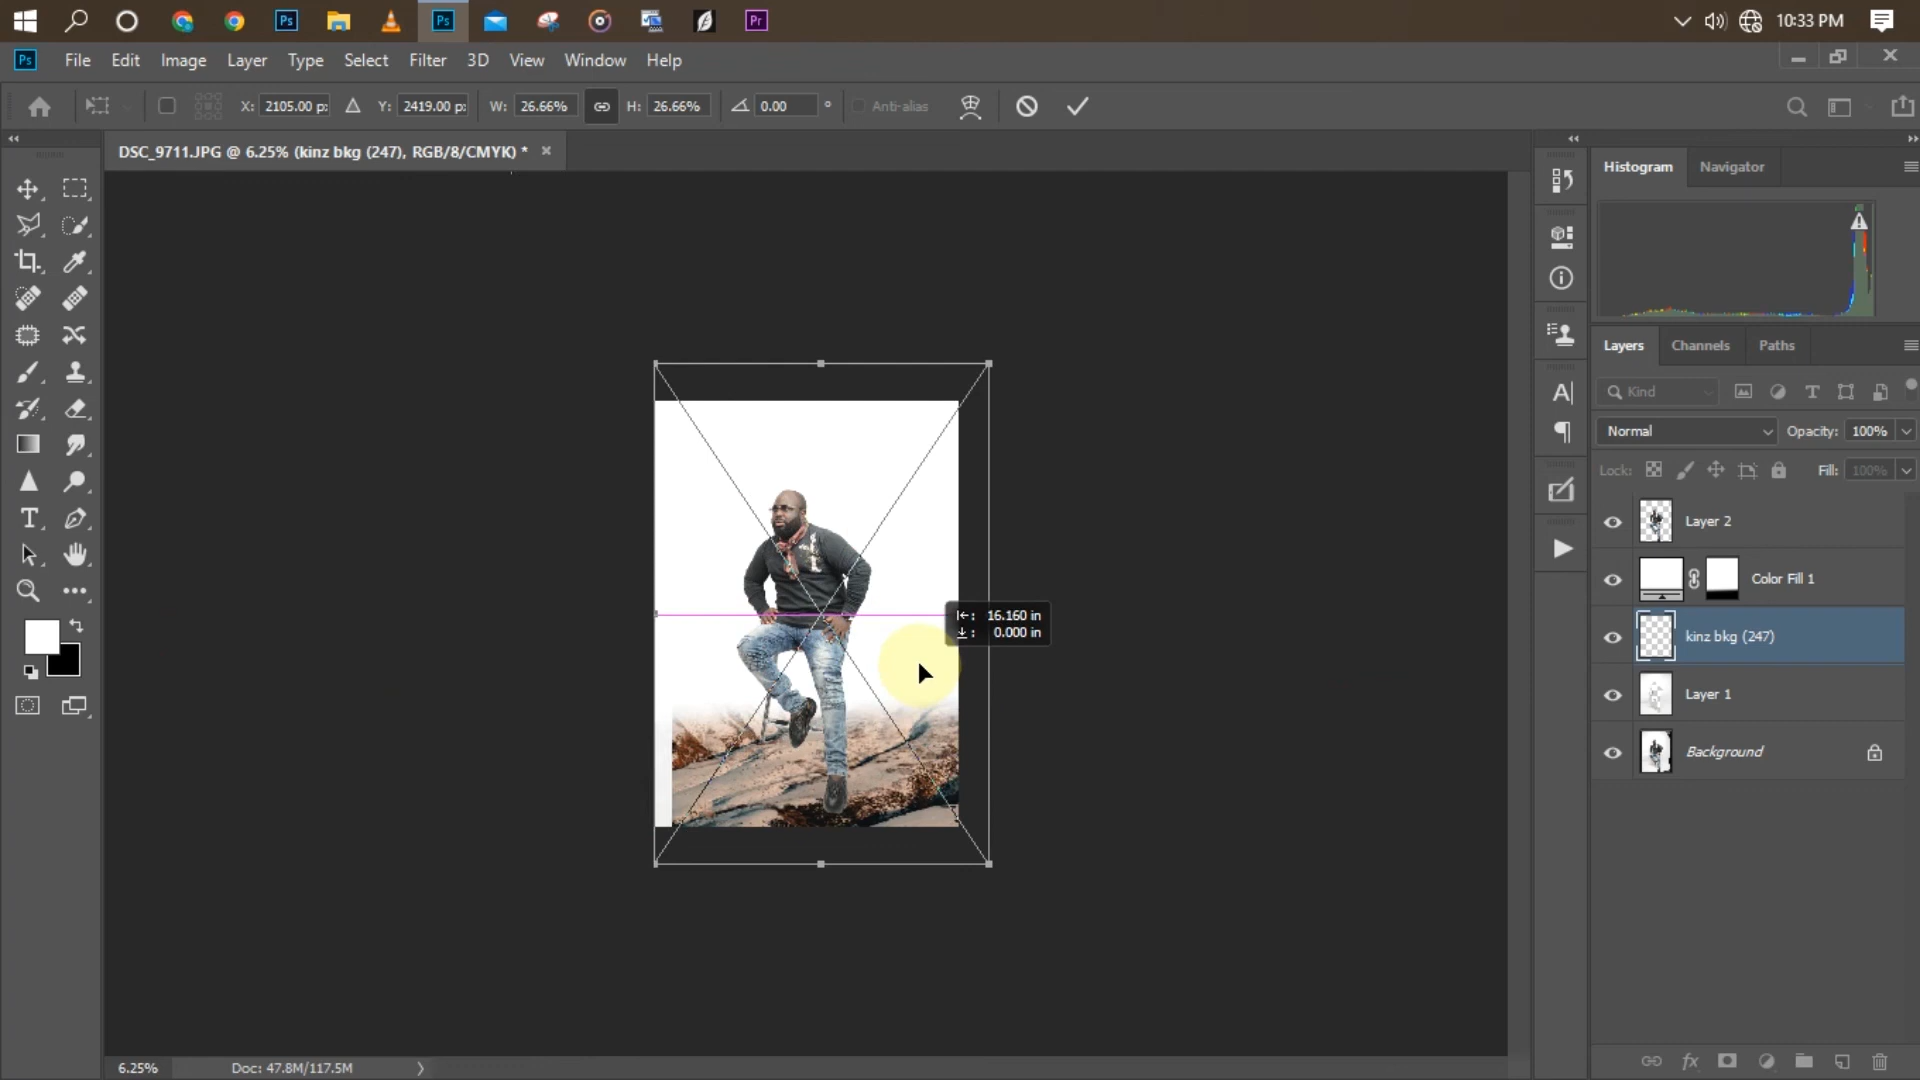 Ps
Ps
Pr
10:33 PM
Ps
File Edit Image Layer Type Select Filter 3D View Window Help
X: 2105.00 p: Y: 2419.00 p: W: 26.66% H: 26.66% 0.00 ° Anti-alias
DSC_9711.JPG @ 6.25% (kinz bkg (247), RGB/8/CMYK) * ×
Histogram Navigator
Layers Channels Paths
Kind
Normal Opacity: 100%
Lock: Fill: 100%
Layer 2
Color Fill 1
kinz bkg (247)
Layer 1
Background
16.160 in
0.000 in
6.25% Doc: 47.8M/117.5M